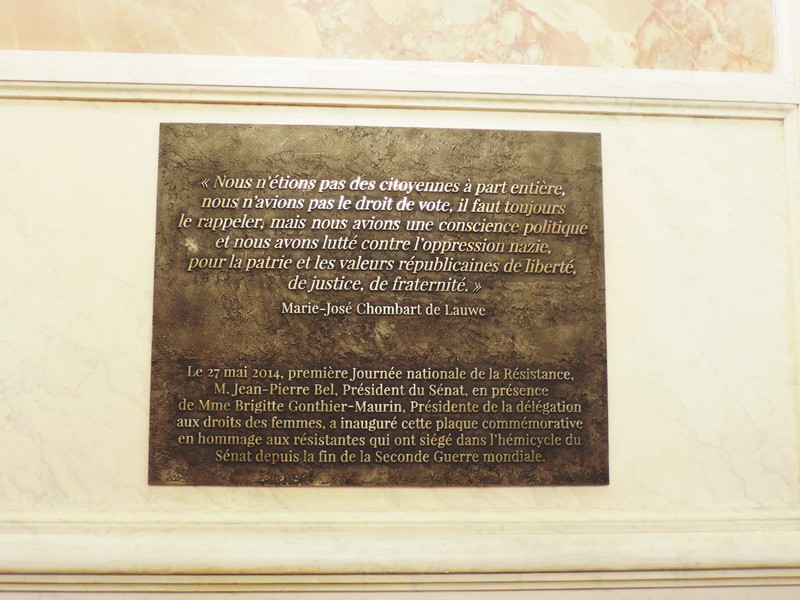 « Nous n'étions pas des citoyennes à part entière,
nous n'avions pas le droit de vote, il faut toujours
le rappeler, mais nous avions une conscience politique
et nous avons lutté contre l'oppression nazie,
pour la patrie et les valeurs républicaines de liberté,
de justice, de fraternité. »
Marie-José Chombart de Lauwe
Le 27 mai 2014, première Journée nationale de la Résistance,
M. Jean-Pierre Bel, Président du Sénat, en présence
de Mme Brigitte Gonthier-Maurin, Présidente de la délégation
aux droits des femmes, a inauguré cette plaque commémorative
en hommage aux résistantes qui ont siégé dans l'hémicycle du
Sénat depuis la fin de la Seconde Guerre mondiale.